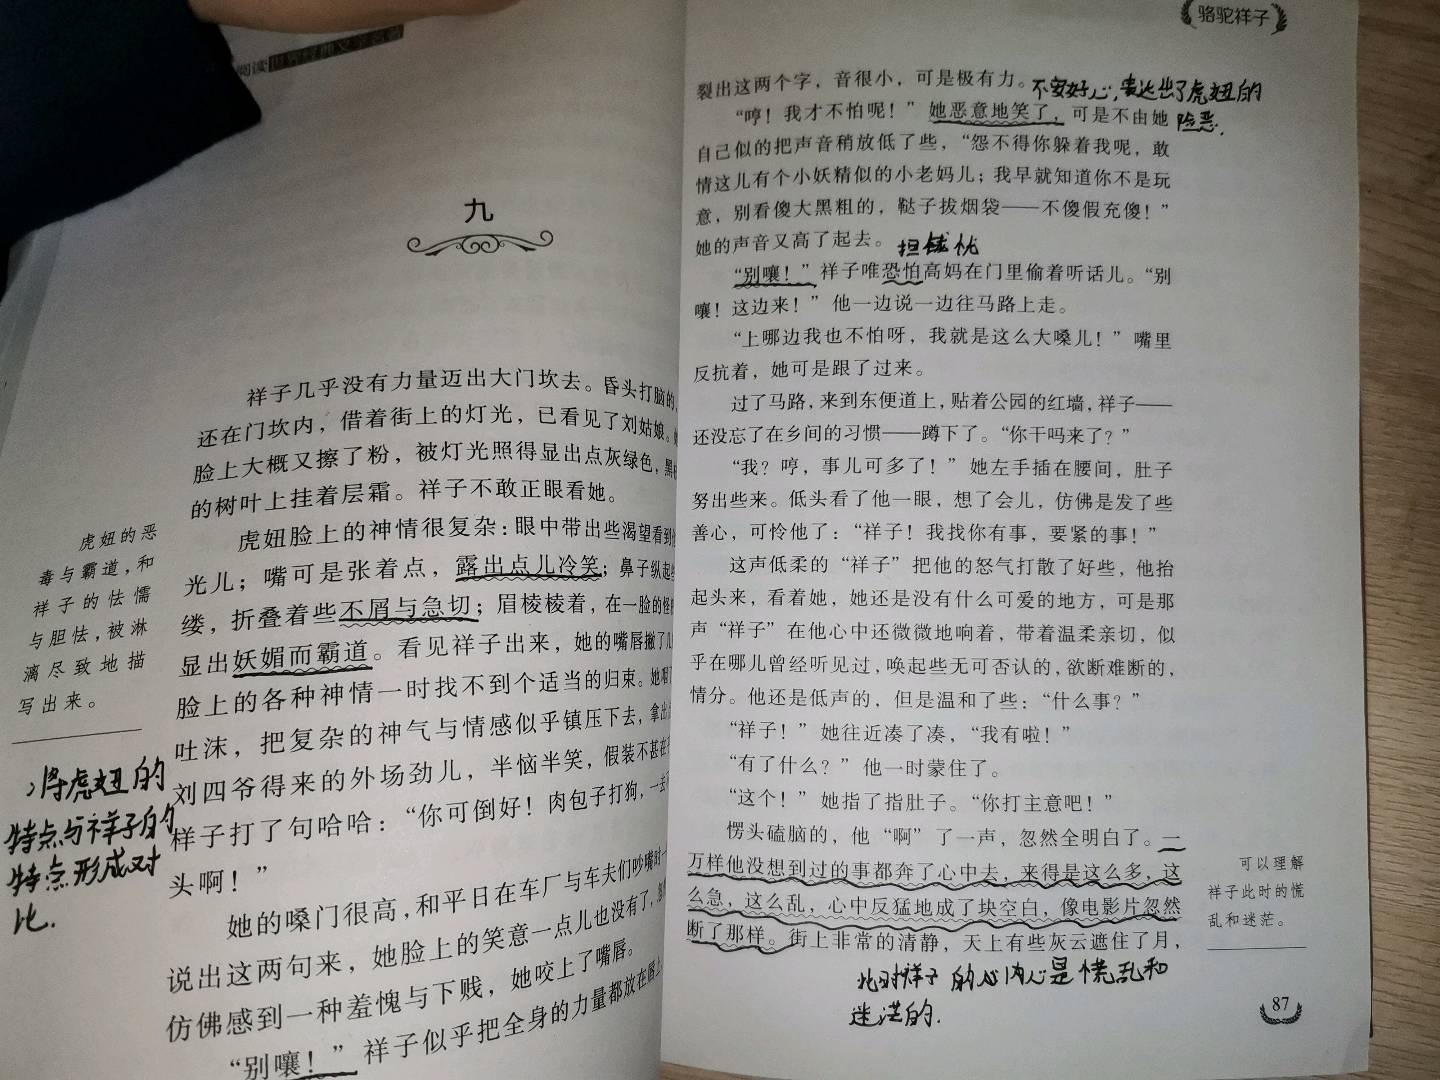 阅读世界经典文学名著
九
祥子几乎没有力量迈出大门坎去。昏头打脑的，
还在门坎内，借着街上的灯光，已看见了刘姑娘。
脸上大概又擦了粉，被灯光照得显出点灰绿色，黑
的树叶上挂着层霜。祥子不敢正眼看她。
虎妞脸上的神情很复杂：眼中带出些渴望看到
光儿；嘴可是张着点，露出点儿冷笑；鼻子纵起
缕，折叠着些不屑与急切；眉棱棱着，在一脸的怪
显出妖媚而霸道。看见祥子出来，她的嘴唇撇了几
脸上的各种神情一时找不到个适当的归束。她咽了
吐沫，把复杂的神气与情感似乎镇压下去，拿出
刘四爷得来的外场劲儿，半恼半笑，假装不甚在
样子打了句哈哈：“你可倒好！肉包子打狗，一去
头啊！”
她的嗓门很高，和平日在车厂与车夫们吵嘴时一
说出这两句来，她脸上的笑意一点儿也没有了，
仿佛感到一种羞愧与下贱，她咬上了嘴唇。
“别嚷！”祥子似乎把全身的力量都放在唇上
虎妞的恶
毒与霸道，和
祥子的怯懦
与胆怯，被淋
漓尽致地描
写出来。
将虎妞的
特点与祥子的
特点形成对
比.
骆驼祥子
裂出这两个字，音很小，可是极有力。
不安好心，表达出了虎妞的
险恶.
“哼！我才不怕呢！”她恶意地笑了，可是不由她
自己似的把声音稍放低了些，“怨不得你躲着我呢，敢
情这儿有个小妖精似的小老妈儿；我早就知道你不是玩
意，别看傻大黑粗的，鞑子拔烟袋——不傻假充傻！”
她的声音又高了起去。
担忧
“别嚷！”祥子唯恐怕高妈在门里偷着听话儿。“别
嚷！这边来！”他一边说一边往马路上走。
“上哪边我也不怕呀，我就是这么大嗓儿！”嘴里
反抗着，她可是跟了过来。
过了马路，来到东便道上，贴着公园的红墙，祥子——
还没忘了在乡间的习惯——蹲下了。“你干吗来了？”
“我？哼，事儿可多了！”她左手插在腰间，肚子
努出些来。低头看了他一眼，想了会儿，仿佛是发了些
善心，可怜他了：“祥子！我找你有事，要紧的事！”
这声低柔的“祥子”把他的怒气打散了好些，他抬
起头来，看着她，她还是没有什么可爱的地方，可是那
声“祥子”在他心中还微微地响着，带着温柔亲切，似
乎在哪儿曾经听见过，唤起些无可否认的，欲断难断的，
情分。他还是低声的，但是温和了些：“什么事？”
“祥子！”她往近凑了凑，“我有啦！”
“有了什么？”他一时蒙住了。
“这个！”她指了指肚子。“你打主意吧！”
愣头磕脑的，他“啊”了一声，忽然全明白了。一
万样他没想到过的事都奔了心中去，来得是这么多，这
么急，这么乱，心中反猛地成了块空白，像电影片忽然
断了那样。街上非常的清静，天上有些灰云遮住了月，
可以理解
祥子此时的慌
乱和迷茫。
此时祥子的心内心是慌乱和
迷茫的.
87